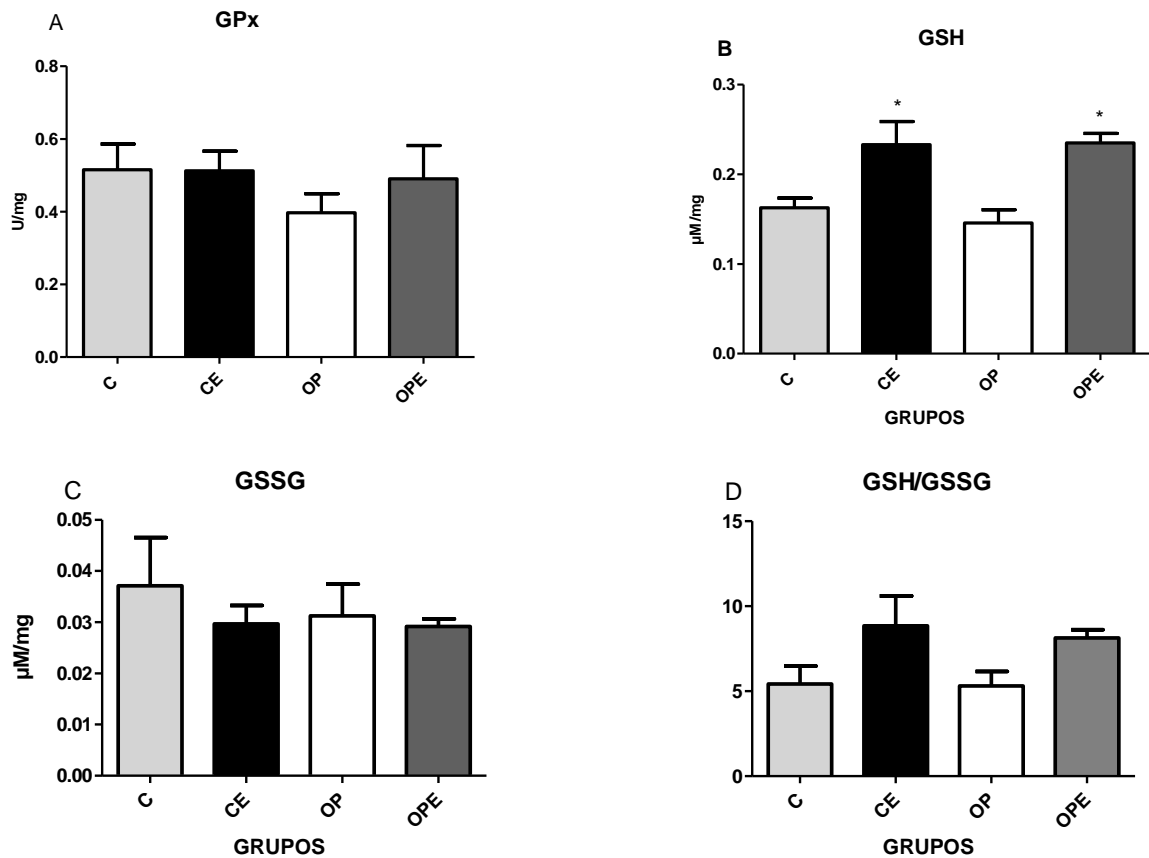 A
GPx
0.8
0.6
0.4
0.2
0.0
U/mg
C
CE
OP
OPE
B
GSH
0.3
0.2
0.1
0.0
µM/mg
*
*
C
CE
OP
OPE
GRUPOS
C
GSSG
0.05
0.04
0.03
0.02
0.01
0.00
µM/mg
C
CE
OP
OPE
GRUPOS
D
GSH/GSSG
15
10
5
0
C
CE
OP
OPE
GRUPOS